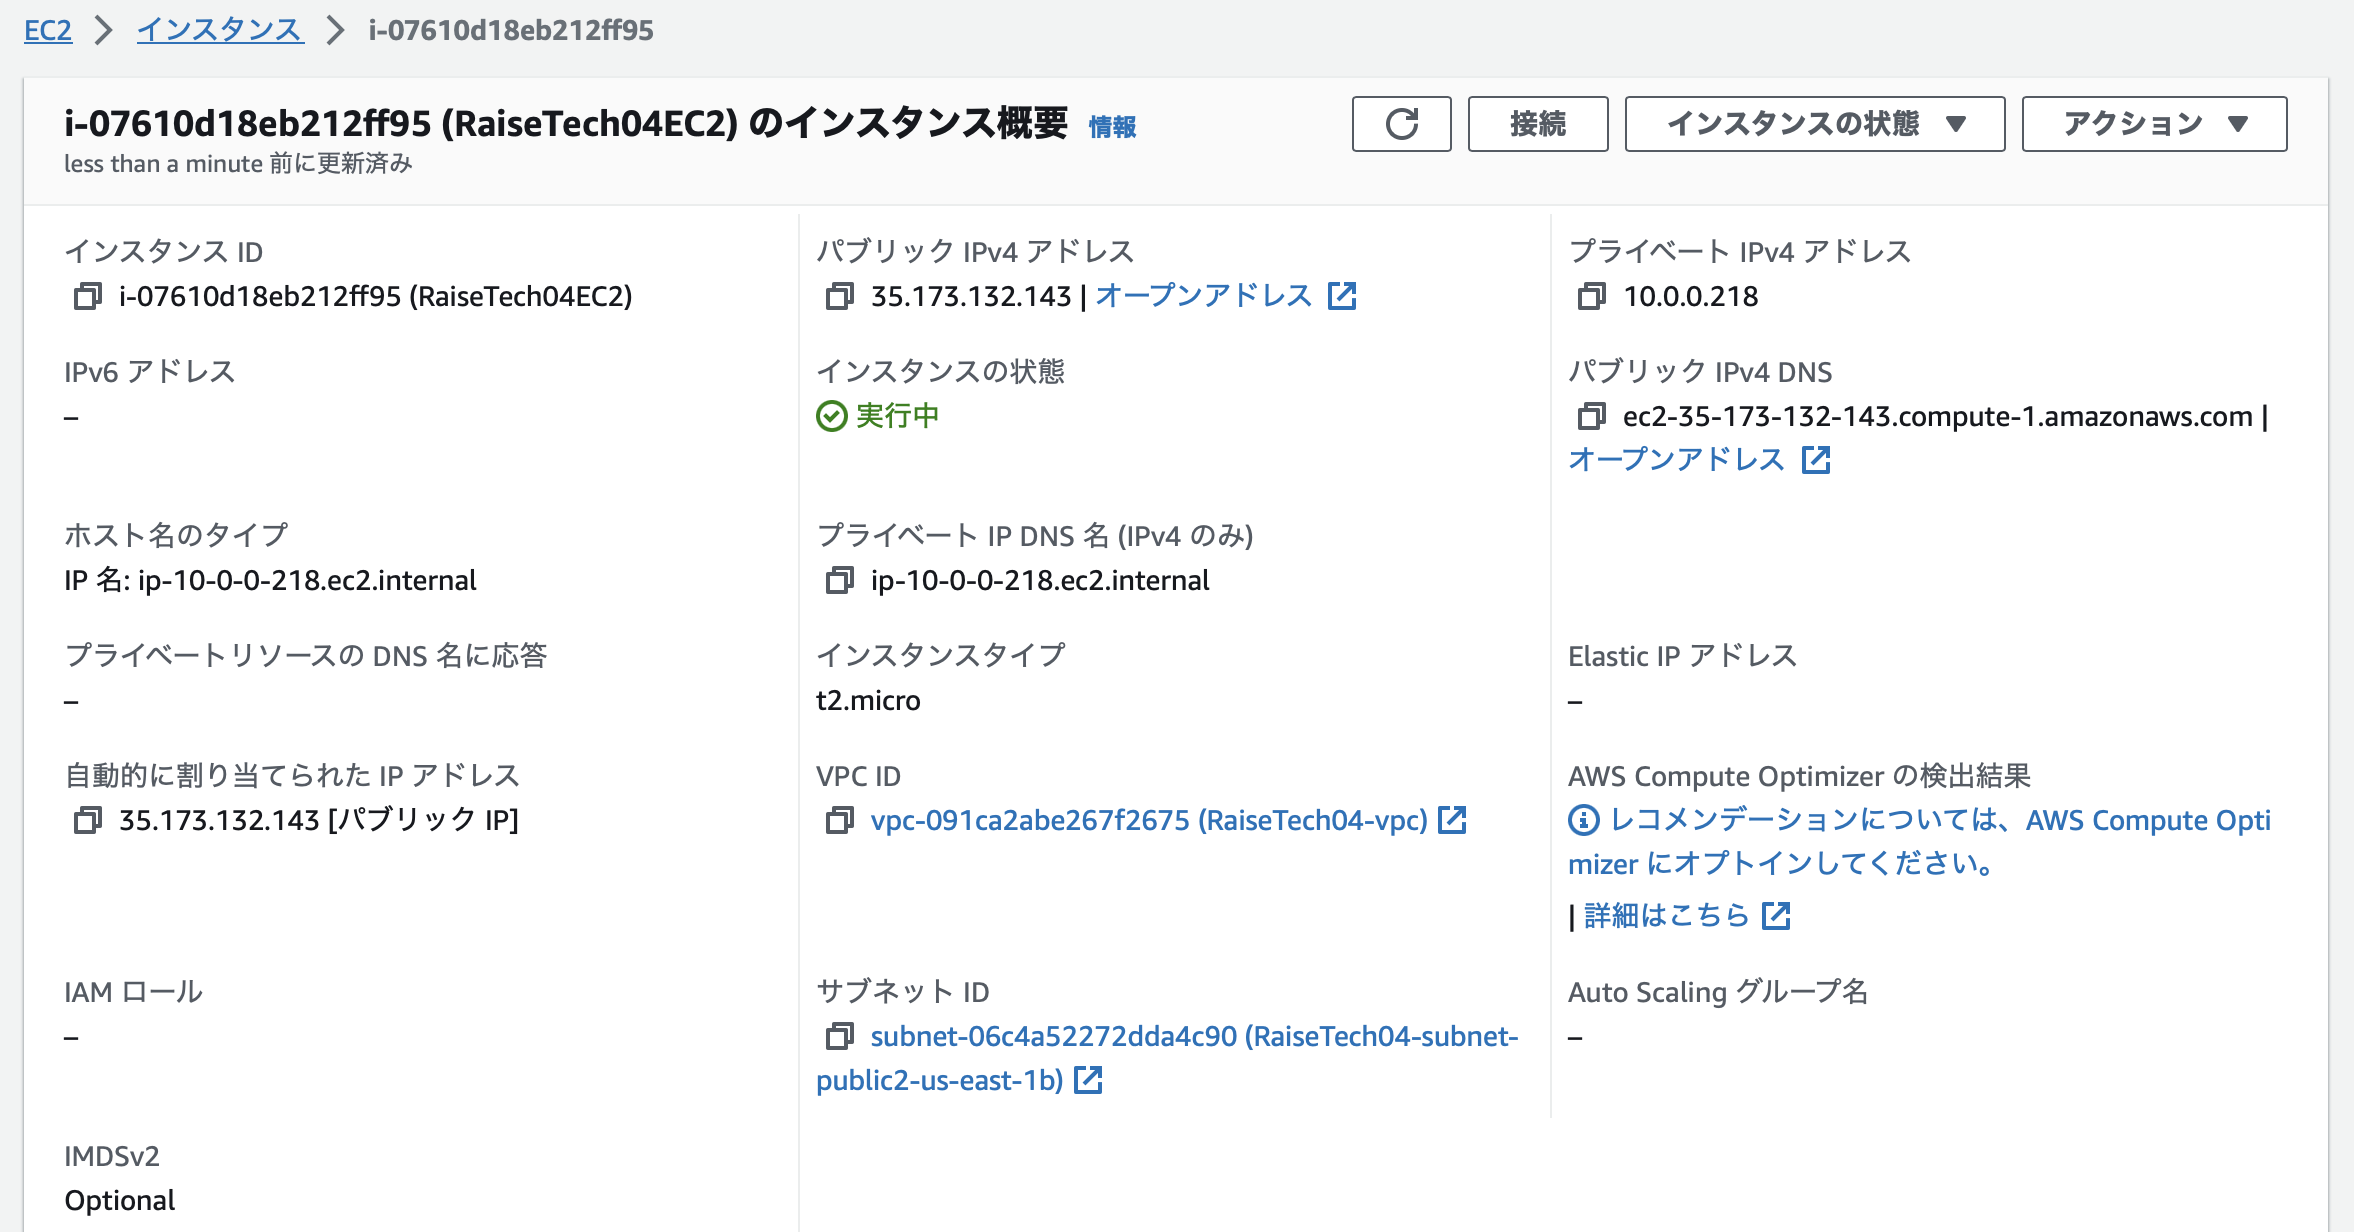 EC2 > インスタンス > i-07610d18eb212ff95
i-07610d18eb212ff95 (RaiseTech04EC2) のインスタンス概要 情報
less than a minute 前に更新済み
接続
インスタンスの状態 ▼
アクション ▼
インスタンス ID
i-07610d18eb212ff95 (RaiseTech04EC2)
パブリック IPv4 アドレス
35.173.132.143 | オープンアドレス
プライベート IPv4 アドレス
10.0.0.218
IPv6 アドレス
–
インスタンスの状態
実行中
パブリック IPv4 DNS
ec2-35-173-132-143.compute-1.amazonaws.com |
オープンアドレス
ホスト名のタイプ
IP 名: ip-10-0-0-218.ec2.internal
プライベート IP DNS 名 (IPv4 のみ)
ip-10-0-0-218.ec2.internal
プライベートリソースの DNS 名に応答
–
インスタンスタイプ
t2.micro
Elastic IP アドレス
–
自動的に割り当てられた IP アドレス
35.173.132.143 [パブリック IP]
VPC ID
vpc-091ca2abe267f2675 (RaiseTech04-vpc)
AWS Compute Optimizer の検出結果
レコメンデーションについては、AWS Compute Opti
mizer にオプトインしてください。
| 詳細はこちら
IAM ロール
–
サブネット ID
subnet-06c4a52272dda4c90 (RaiseTech04-subnet-
public2-us-east-1b)
Auto Scaling グループ名
–
IMDSv2
Optional